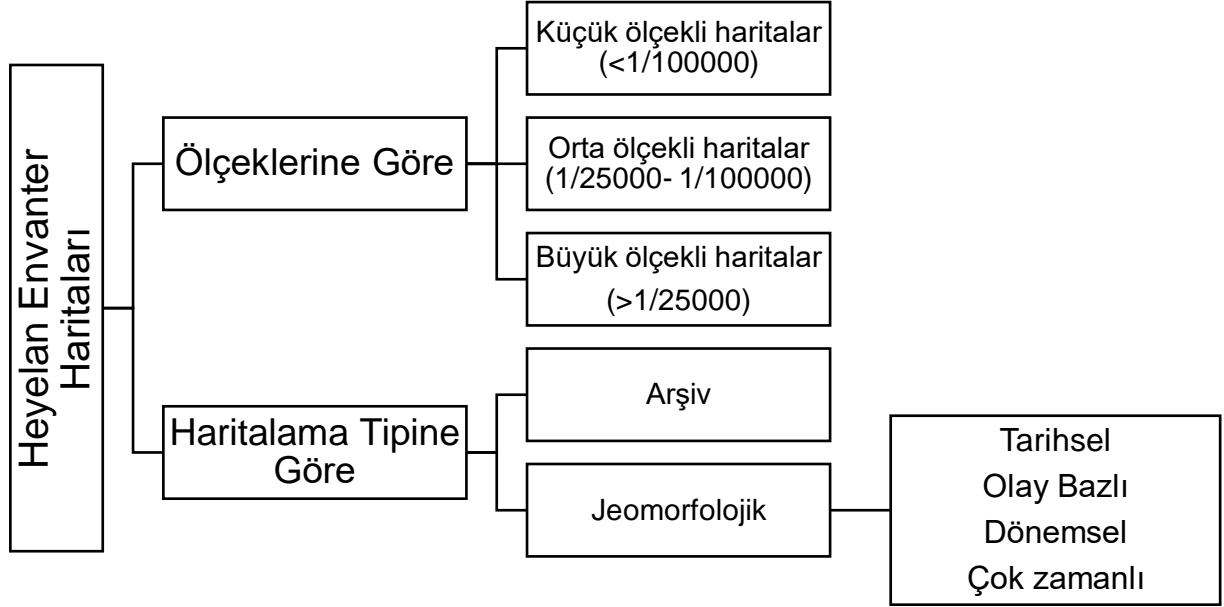 Heyelan Envanter
Haritaları
Ölçeklerine Göre
Küçük ölçekli haritalar
(<1/100000)
Orta ölçekli haritalar
(1/25000- 1/100000)
Büyük ölçekli haritalar
(>1/25000)
Haritalama Tipine
Göre
Arşiv
Jeomorfolojik
Tarihsel
Olay Bazlı
Dönemsel
Çok zamanlı